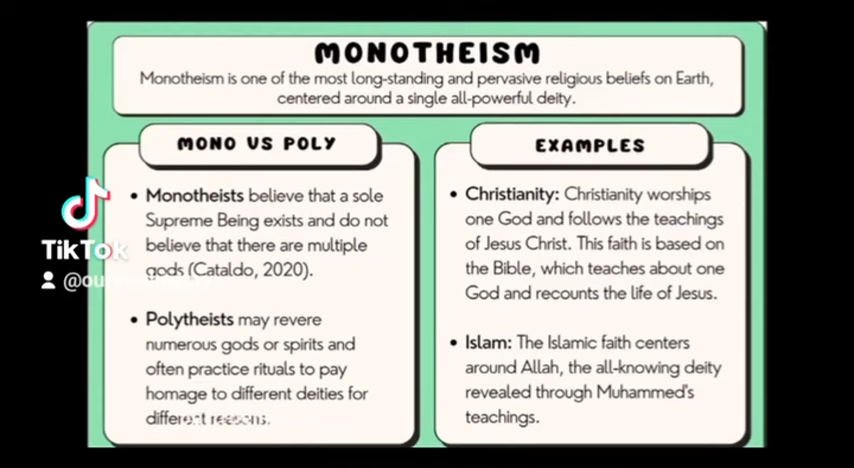 MONOTHEISM
Monotheism is one of the most long-standing and pervasive religious beliefs on Earth,
centered around a single all-powerful deity.
MONO VS POLY
• Monotheists believe that a sole
Supreme Being exists and do not
believe that there are multiple
gods (Cataldo, 2020).
• Polytheists may revere
numerous gods or spirits and
often practice rituals to pay
homage to different deities for
different reasons.
EXAMPLES
• Christianity: Christianity worships
one God and follows the teachings
of Jesus Christ. This faith is based on
the Bible, which teaches about one
God and recounts the life of Jesus.
• Islam: The Islamic faith centers
around Allah, the all-knowing deity
revealed through Muhammed's
teachings.
TikTok